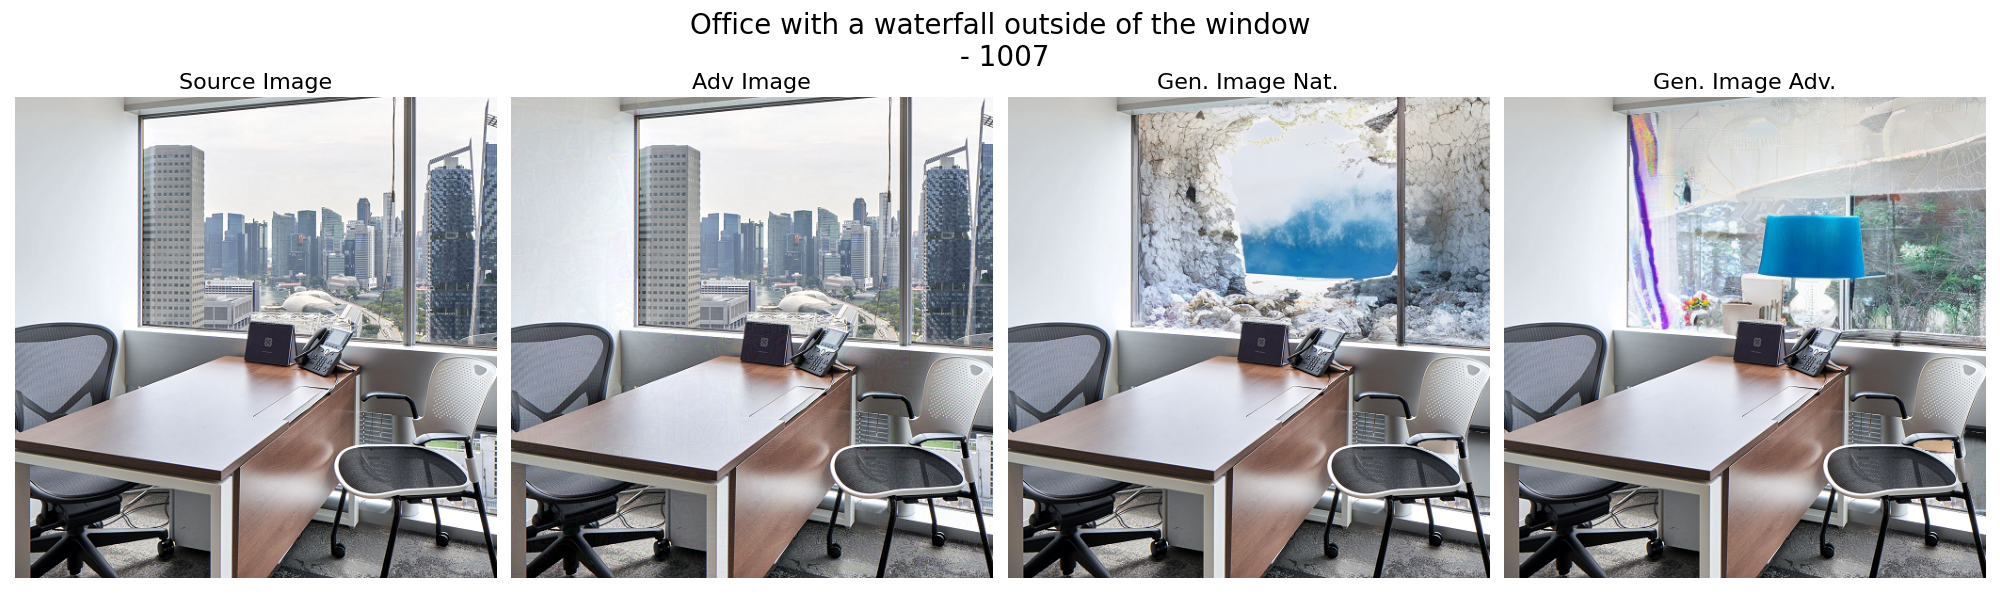 Office with a waterfall outside of the window
- 1007
Source Image
Adv Image
Gen. Image Nat.
Gen. Image Adv.